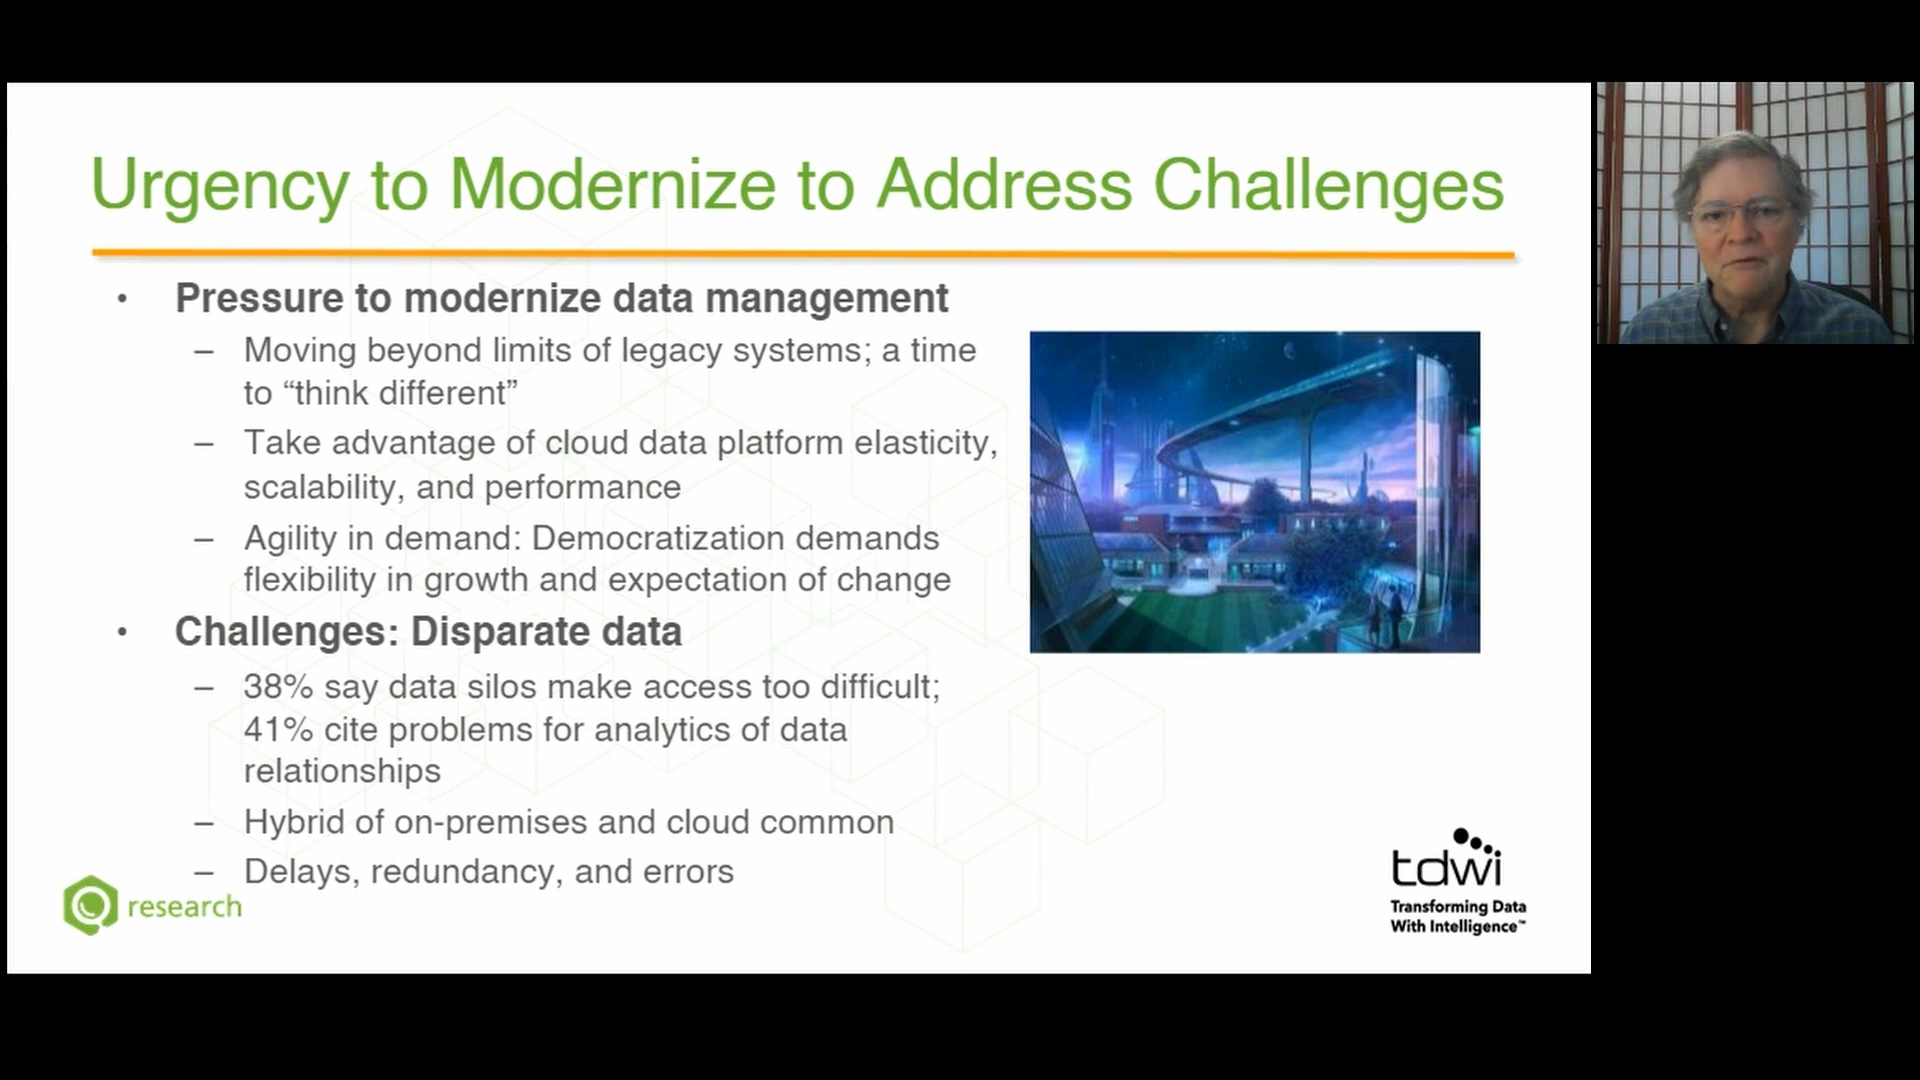 Urgency to Modernize to Address Challenges
• Pressure to modernize data management
– Moving beyond limits of legacy systems; a time
to “think different”
– Take advantage of cloud data platform elasticity,
scalability, and performance
– Agility in demand: Democratization demands
flexibility in growth and expectation of change
• Challenges: Disparate data
– 38% say data silos make access too difficult;
41% cite problems for analytics of data
relationships
– Hybrid of on-premises and cloud common
– Delays, redundancy, and errors
research
tdwi
Transforming Data
With Intelligence™